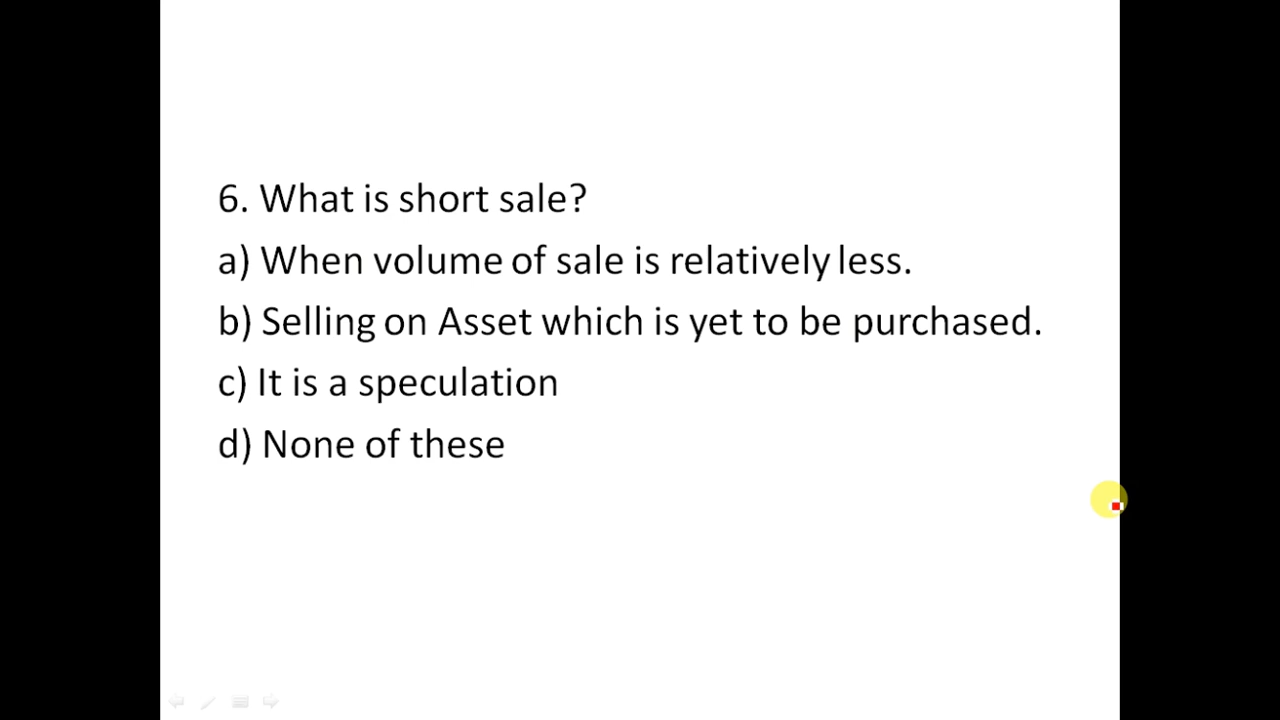 6. What is short sale?
a) When volume of sale is relatively less.
b) Selling on Asset which is yet to be purchased.
c) It is a speculation
d) None of these